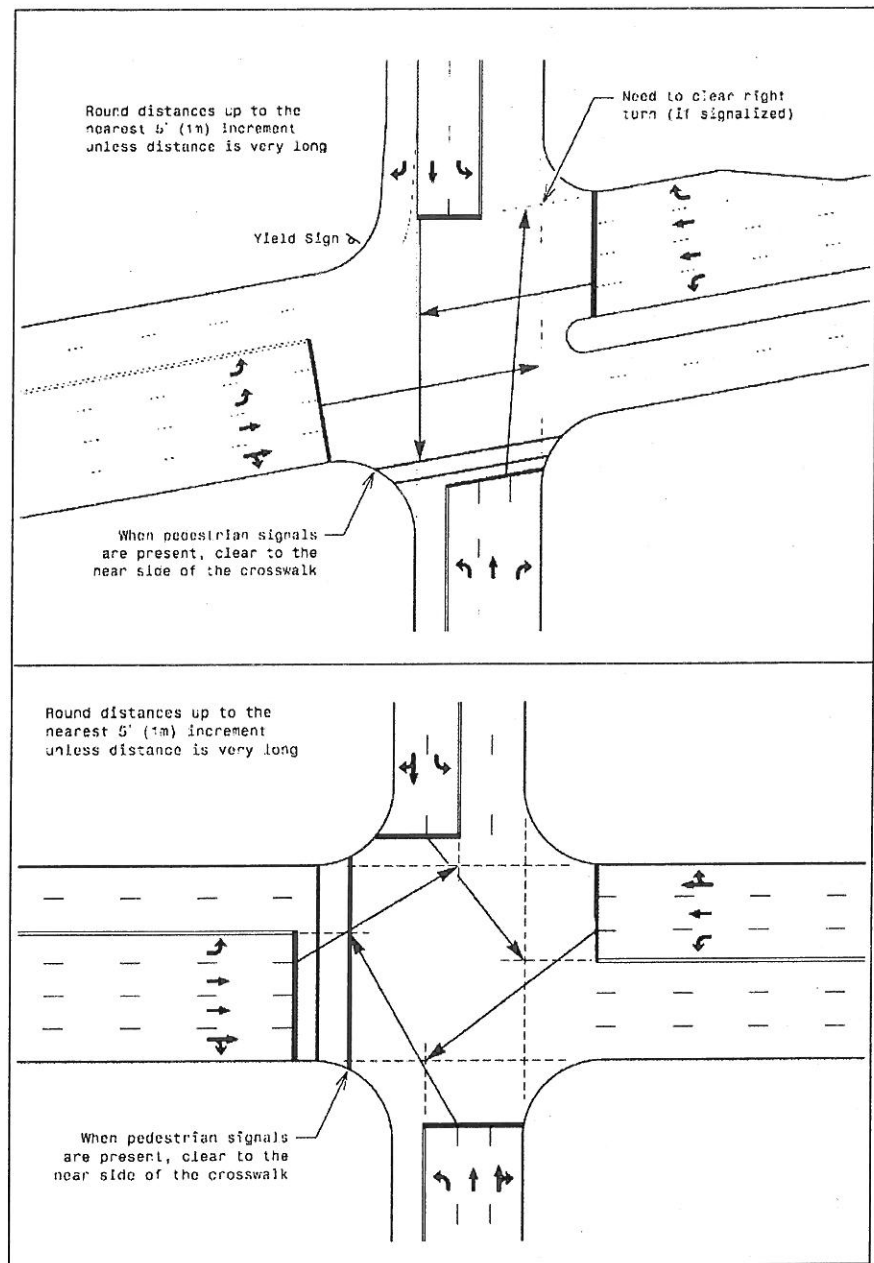 Round distances up to the
nearest 5' (1m) increment
unless distance is very long
Need to clear right
turn (if signalized)
Yield Sign
When pedestrian signals
are present, clear to the
near side of the crosswalk
Round distances up to the
nearest 5' (1m) increment
unless distance is very long
When pedestrian signals
are present, clear to the
near side of the crosswalk